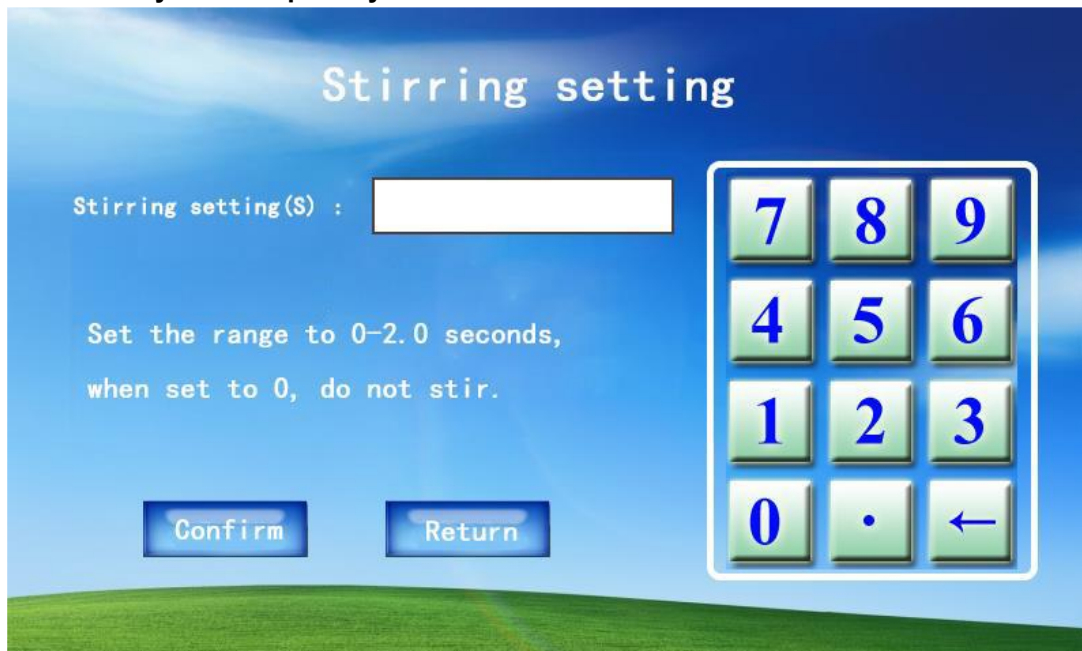 Stirring setting
Stirring setting(S) :
Set the range to 0-2.0 seconds,
when set to 0, do not stir.
Confirm Return
7 8 9
4 5 6
1 2 3
0 . ←